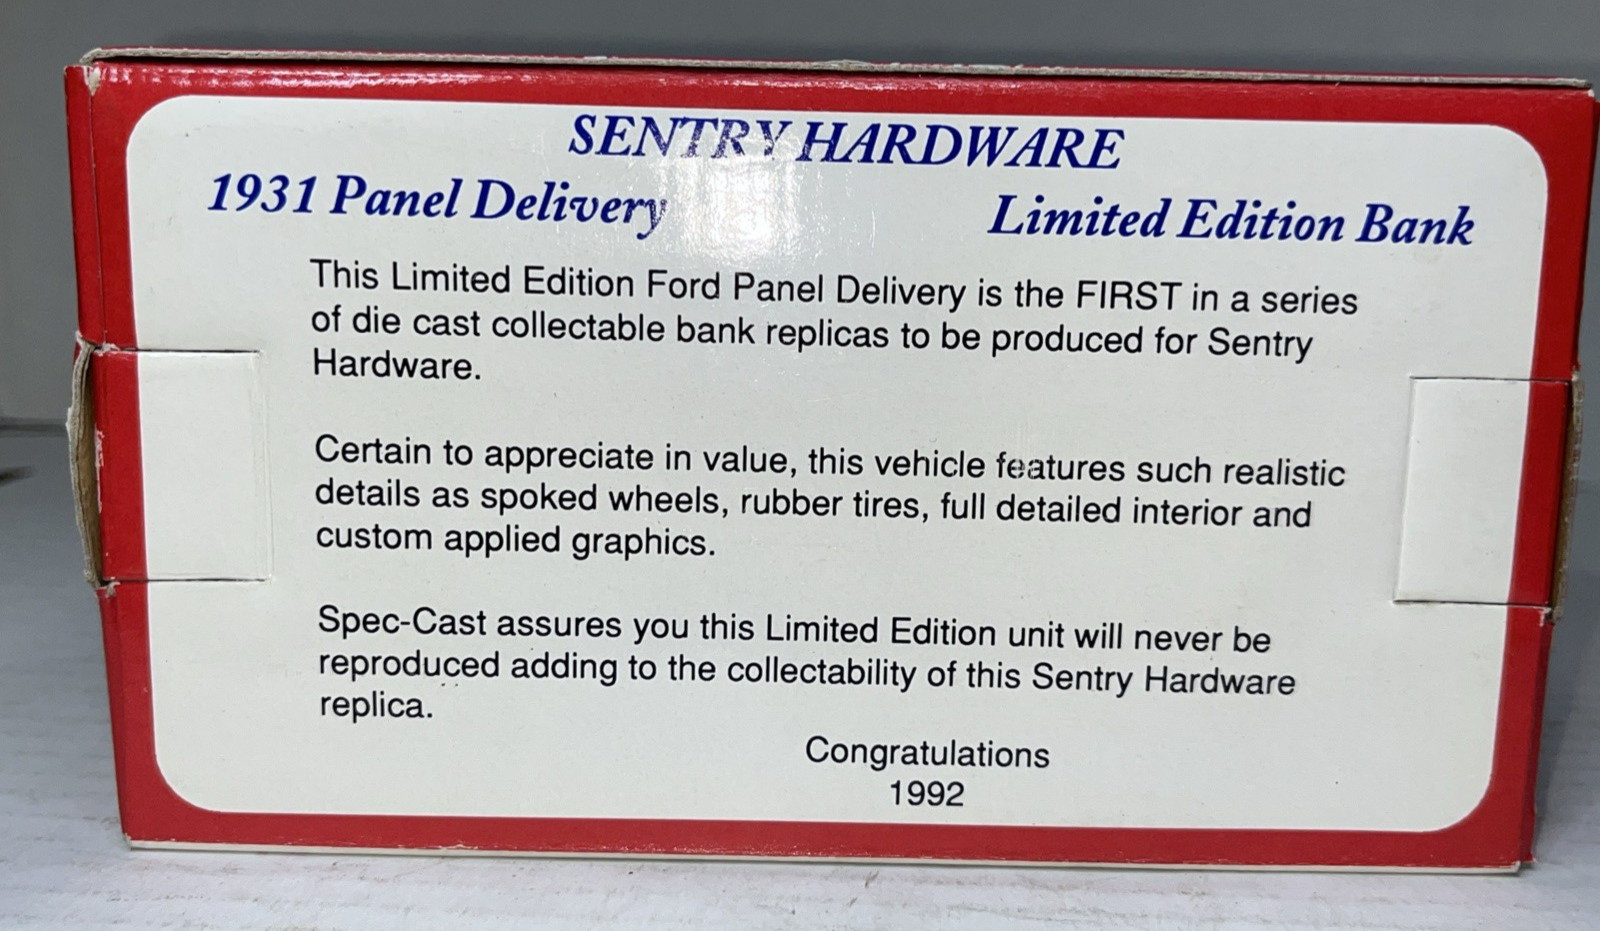 SENTRY HARDWARE
1931 Panel Delivery Limited Edition Bank
This Limited Edition Ford Panel Delivery is the FIRST in a series
of die cast collectable bank replicas to be produced for Sentry
Hardware.
Certain to appreciate in value, this vehicle features such realistic
details as spoked wheels, rubber tires, full detailed interior and
custom applied graphics.
Spec-Cast assures you this Limited Edition unit will never be
reproduced adding to the collectability of this Sentry Hardware
replica.
Congratulations
1992